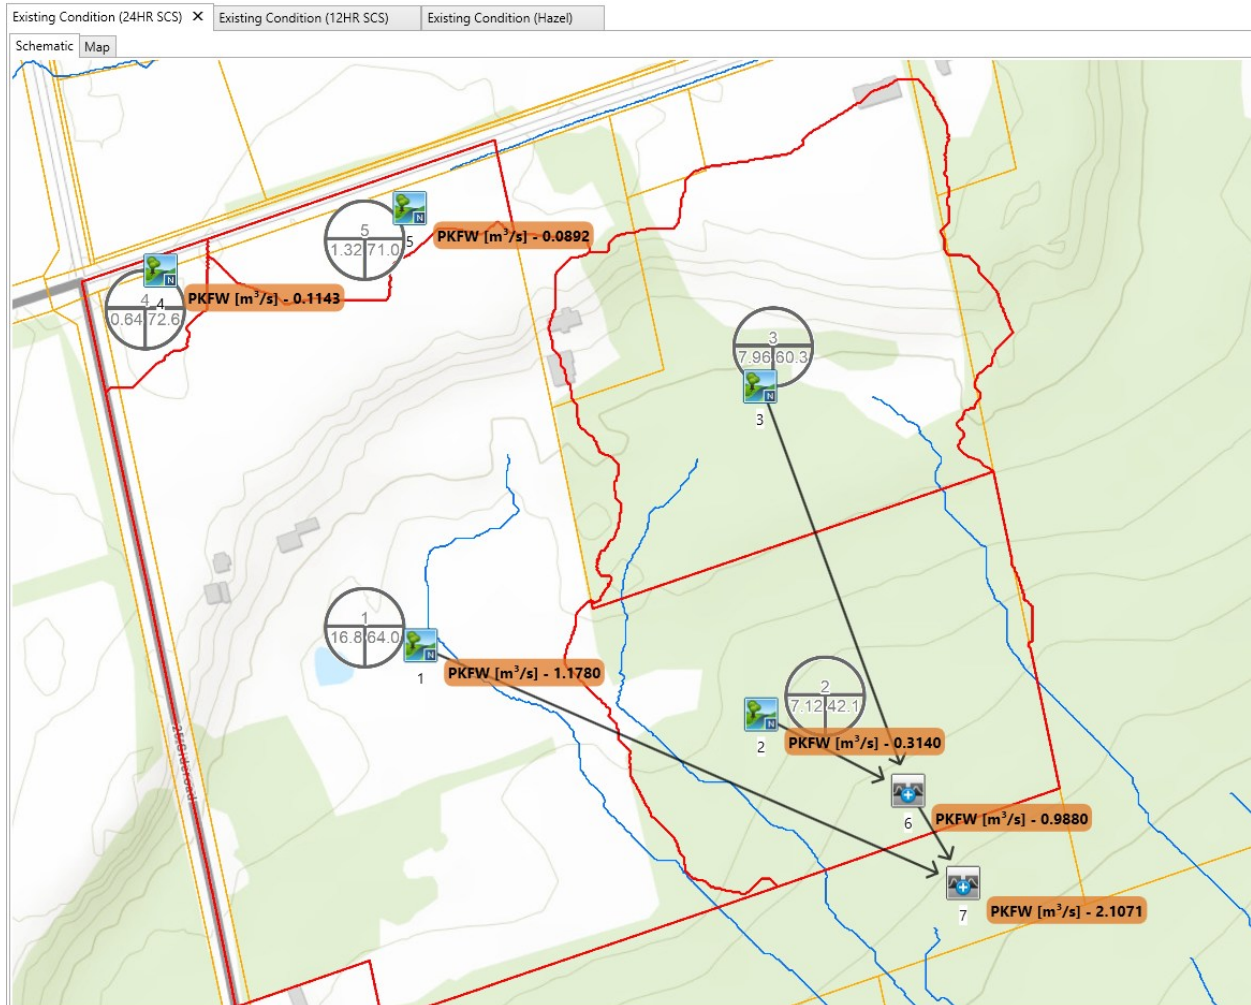 Existing Condition (24HR SCS) X Existing Condition (12HR SCS) Existing Condition (Hazel)
Schematic Map
5
1.32 71.0
N
5
PKFW [m³/s] - 0.0892
N
4
4
0.64 72.6
PKFW [m³/s] - 0.1143
3
7.96 60.3
N
3
1
16.8 64.0
N
1
PKFW [m³/s] - 1.1780
2
7.12 42.1
N
2
PKFW [m³/s] - 0.3140
25 Sideroad
6
PKFW [m³/s] - 0.9880
7
PKFW [m³/s] - 2.1071